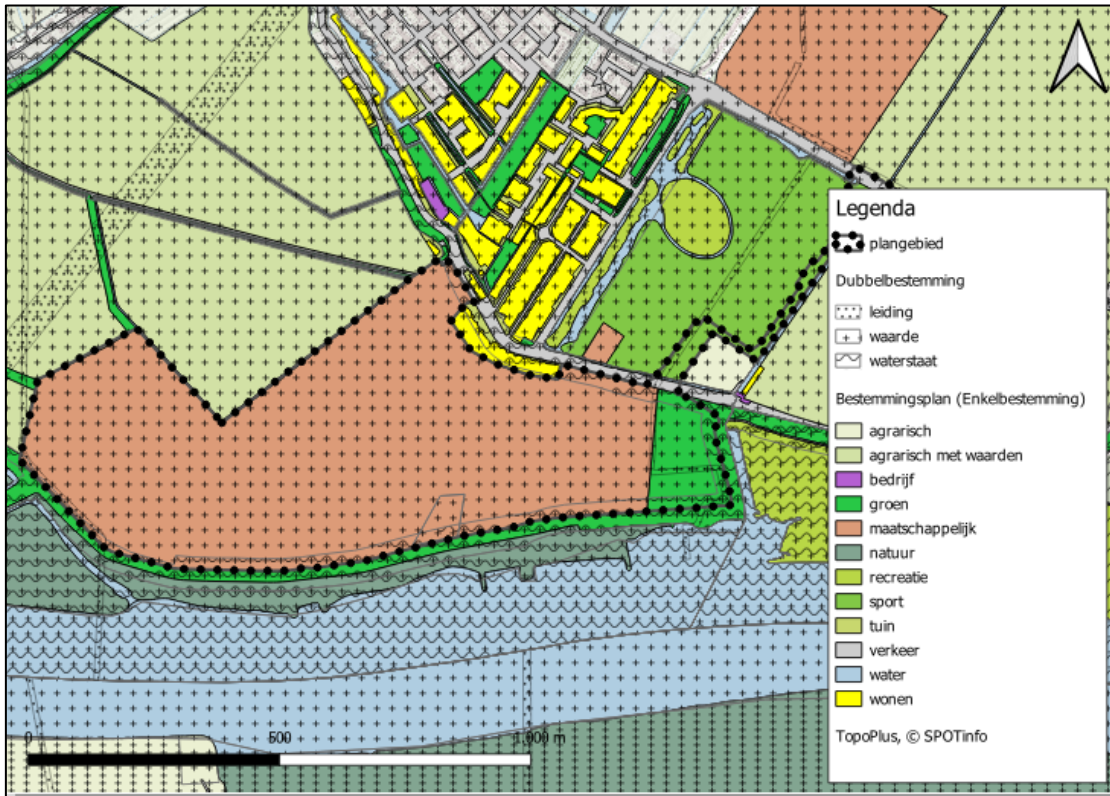 Legenda
plangebied
Dubbelbestemming
leiding
waarde
waterstaat
Bestemmingsplan (Enkelbestemming)
agrarisch
agrarisch met waarden
bedrijf
groen
maatschappelijk
natuur
recreatie
sport
tuin
verkeer
water
wonen
TopoPlus, © SPOTinfo
0 500 1.000 m